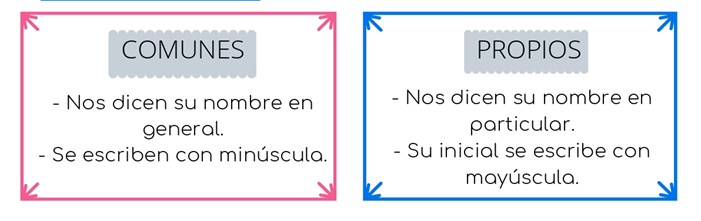 COMUNES
- Nos dicen su nombre en
general.
- Se escriben con minúscula.
PROPIOS
- Nos dicen su nombre en
particular.
- Su inicial se escribe con
mayúscula.